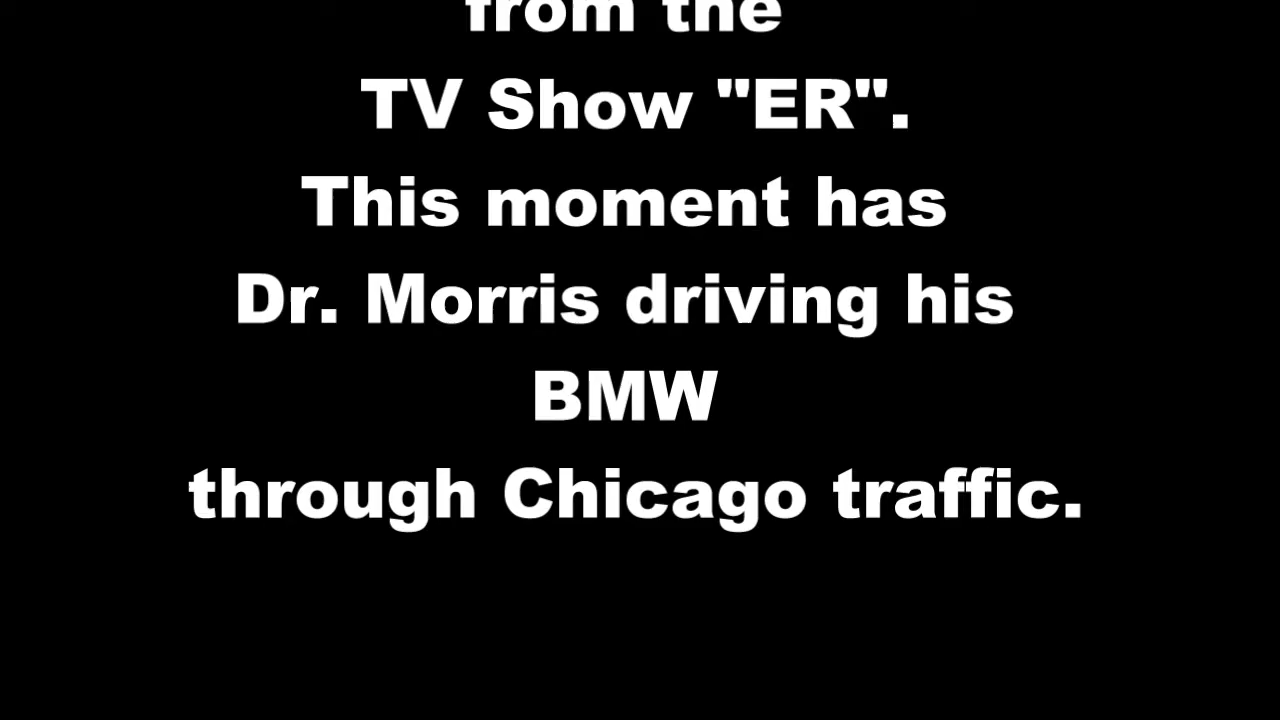 from the
TV Show "ER".
This moment has
Dr. Morris driving his
BMW
through Chicago traffic.